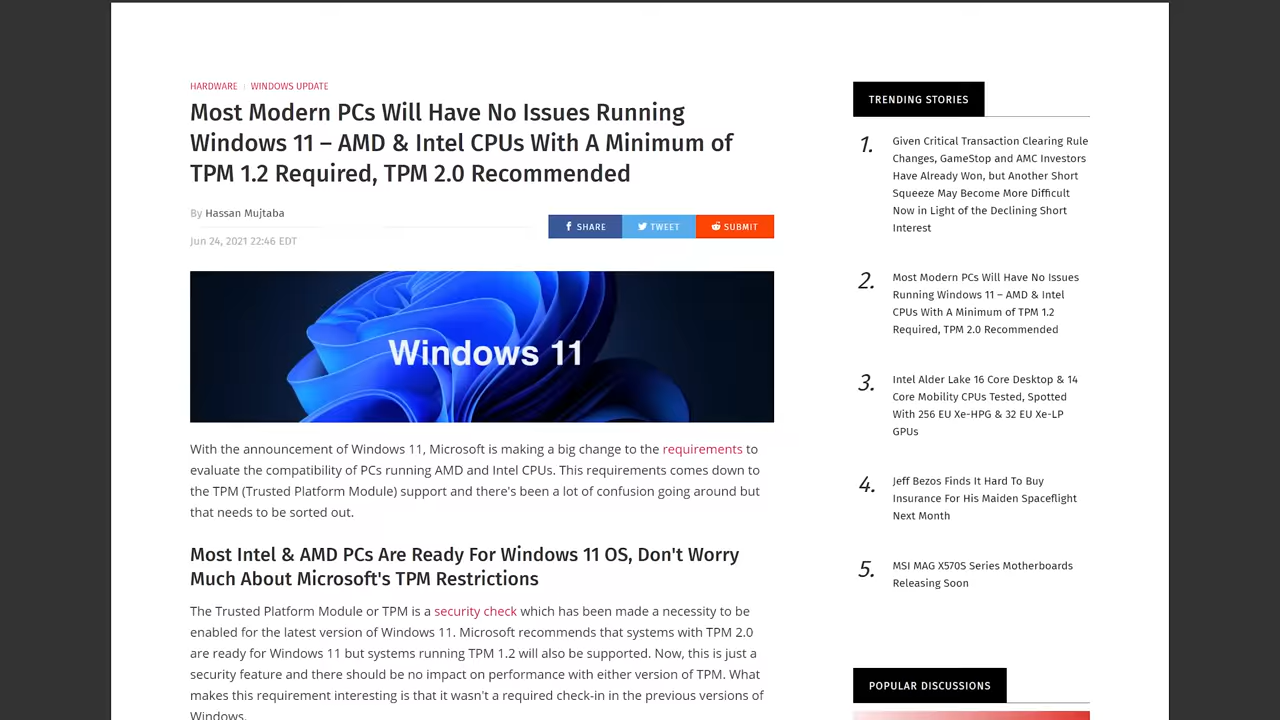 HARDWARE | WINDOWS UPDATE
Most Modern PCs Will Have No Issues Running
Windows 11 – AMD & Intel CPUs With A Minimum of
TPM 1.2 Required, TPM 2.0 Recommended
By Hassan Mujtaba
Jun 24, 2021 22:46 EDT
SHARE
TWEET
SUBMIT
Windows 11
With the announcement of Windows 11, Microsoft is making a big change to the requirements to
evaluate the compatibility of PCs running AMD and Intel CPUs. This requirements comes down to
the TPM (Trusted Platform Module) support and there's been a lot of confusion going around but
that needs to be sorted out.
Most Intel & AMD PCs Are Ready For Windows 11 OS, Don't Worry
Much About Microsoft's TPM Restrictions
The Trusted Platform Module or TPM is a security check which has been made a necessity to be
enabled for the latest version of Windows 11. Microsoft recommends that systems with TPM 2.0
are ready for Windows 11 but systems running TPM 1.2 will also be supported. Now, this is just a
security feature and there should be no impact on performance with either version of TPM. What
makes this requirement interesting is that it wasn't a required check-in in the previous versions of
Windows.
TRENDING STORIES
1. Given Critical Transaction Clearing Rule
Changes, GameStop and AMC Investors
Have Already Won, but Another Short
Squeeze May Become More Difficult
Now in Light of the Declining Short
Interest
2. Most Modern PCs Will Have No Issues
Running Windows 11 – AMD & Intel
CPUs With A Minimum of TPM 1.2
Required, TPM 2.0 Recommended
3. Intel Alder Lake 16 Core Desktop & 14
Core Mobility CPUs Tested, Spotted
With 256 EU Xe-HPG & 32 EU Xe-LP
GPUs
4. Jeff Bezos Finds It Hard To Buy
Insurance For His Maiden Spaceflight
Next Month
5. MSI MAG X570S Series Motherboards
Releasing Soon
POPULAR DISCUSSIONS